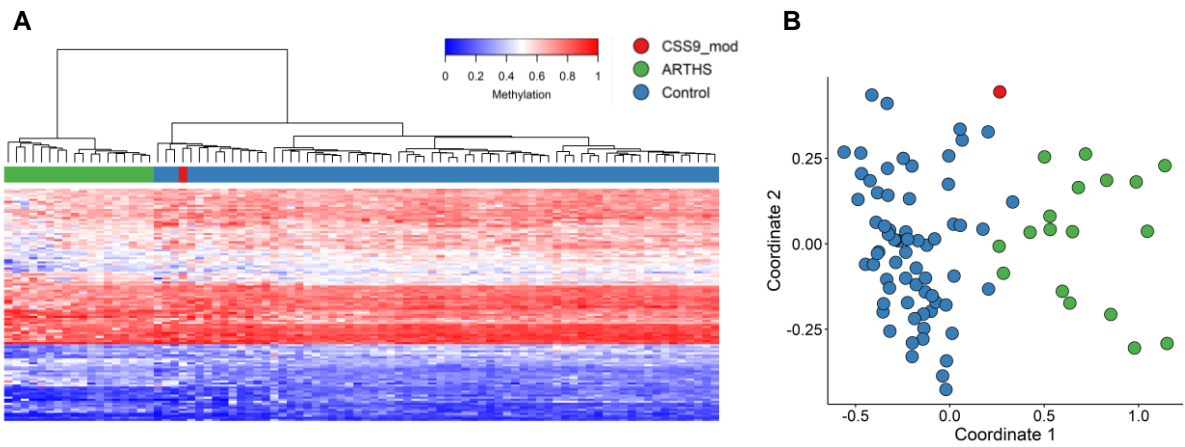 A
B
0 0.2 0.4 0.6 0.8 1
Methylation
CSS9_mod
ARTHS
Control
Coordinate 2
0.25
0.00
-0.25
-0.5 0.0 0.5 1.0
Coordinate 1